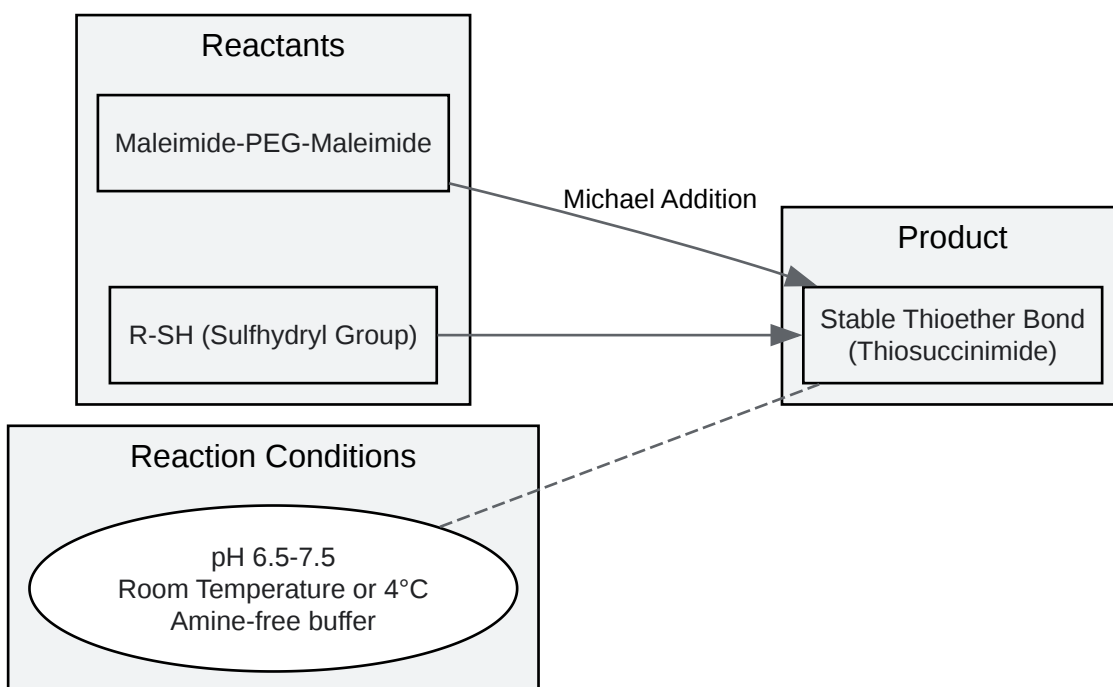 Reactants
Maleimide-PEG-Maleimide
R-SH (Sulfhydryl Group)
Michael Addition
Product
Stable Thioether Bond
(Thiosuccinimide)
Reaction Conditions
pH 6.5-7.5
Room Temperature or 4°C
Amine-free buffer